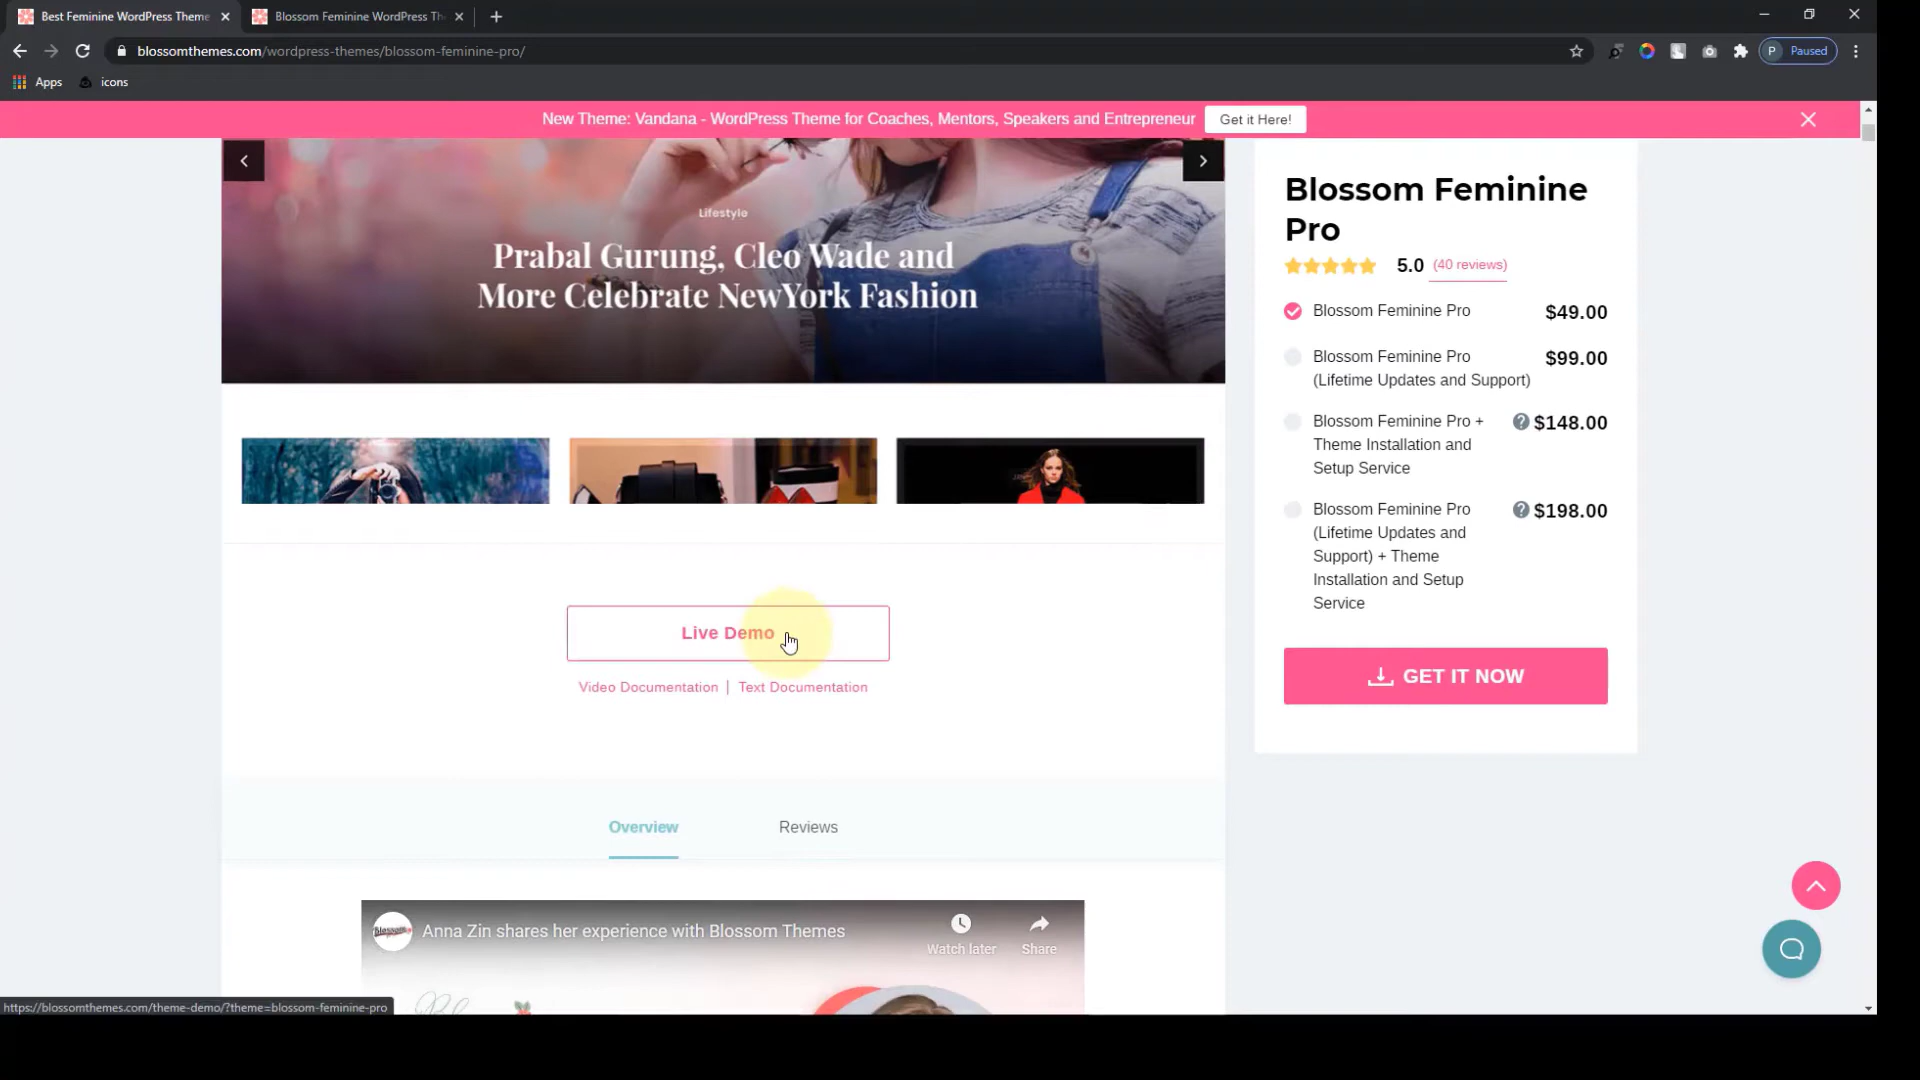 Best Feminine WordPress Theme
Blossom Feminine WordPress Th
blossomthemes.com/wordpress-themes/blossom-feminine-pro/
P Paused
Apps
icons
New Theme: Vandana - WordPress Theme for Coaches, Mentors, Speakers and Entrepreneur
Get it Here!
Lifestyle
Prabal Gurung, Cleo Wade and
More Celebrate NewYork Fashion
Live Demo
Video Documentation | Text Documentation
Overview
Reviews
Anna Zin shares her experience with Blossom Themes
Watch later
Share
Blossom Feminine
Pro
5.0 (40 reviews)
Blossom Feminine Pro $49.00
Blossom Feminine Pro $99.00
(Lifetime Updates and Support)
Blossom Feminine Pro + $148.00
Theme Installation and
Setup Service
Blossom Feminine Pro $198.00
(Lifetime Updates and
Support) + Theme
Installation and Setup
Service
GET IT NOW
https://blossomthemes.com/theme-demo/?theme=blossom-feminine-pro